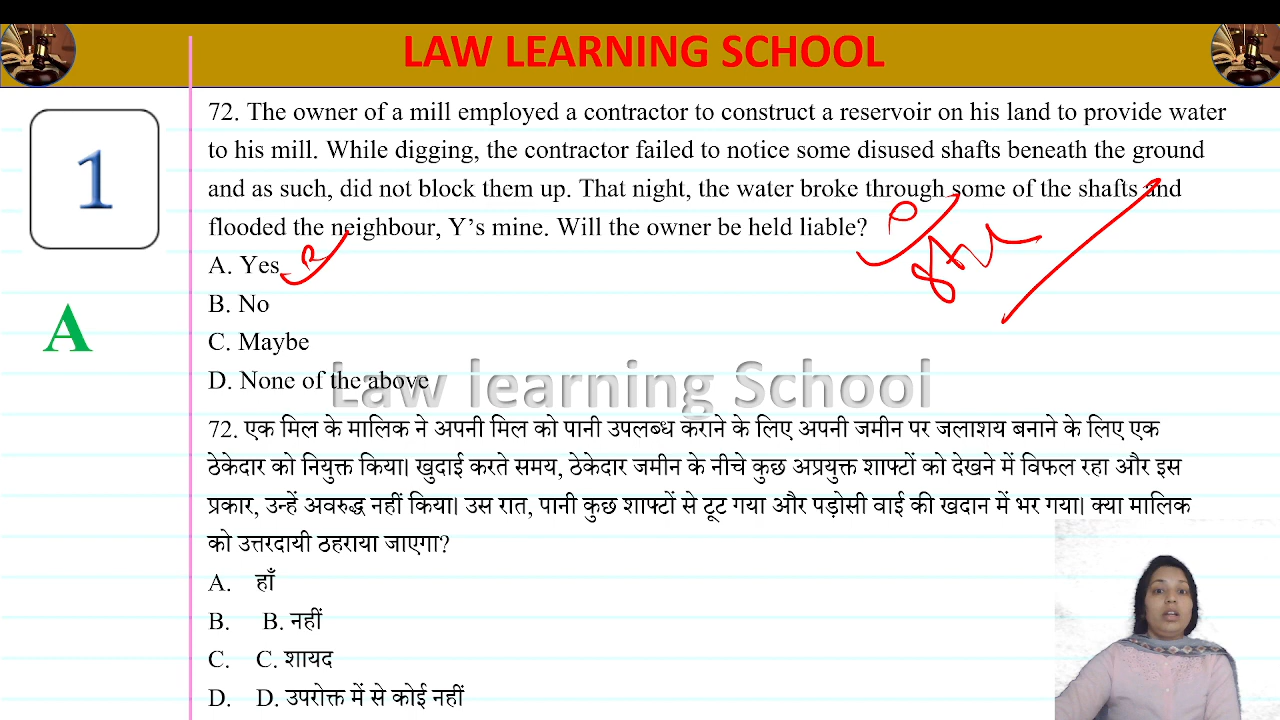 LAW LEARNING SCHOOL
1
72. The owner of a mill employed a contractor to construct a reservoir on his land to provide water
to his mill. While digging, the contractor failed to notice some disused shafts beneath the ground
and as such, did not block them up. That night, the water broke through some of the shafts and
flooded the neighbour, Y's mine. Will the owner be held liable?
A. Yes
B. No
C. Maybe
D. None of the above
A
Law learning School
72. एक मिल के मालिक ने अपनी मिल को पानी उपलब्ध कराने के लिए अपनी जमीन पर जलाशय बनाने के लिए एक
ठेकेदार को नियुक्त किया। खुदाई करते समय, ठेकेदार जमीन के नीचे कुछ अप्रयुक्त शाफ्टों को देखने में विफल रहा और इस
प्रकार, उन्हें अवरुद्ध नहीं किया। उस रात, पानी कुछ शाफ्टों से टूट गया और पड़ोसी वाई की खदान में भर गया। क्या मालिक
को उत्तरदायी ठहराया जाएगा?
A. हाँ
B. B. नहीं
C. C. शायद
D. D. उपरोक्त में से कोई नहीं